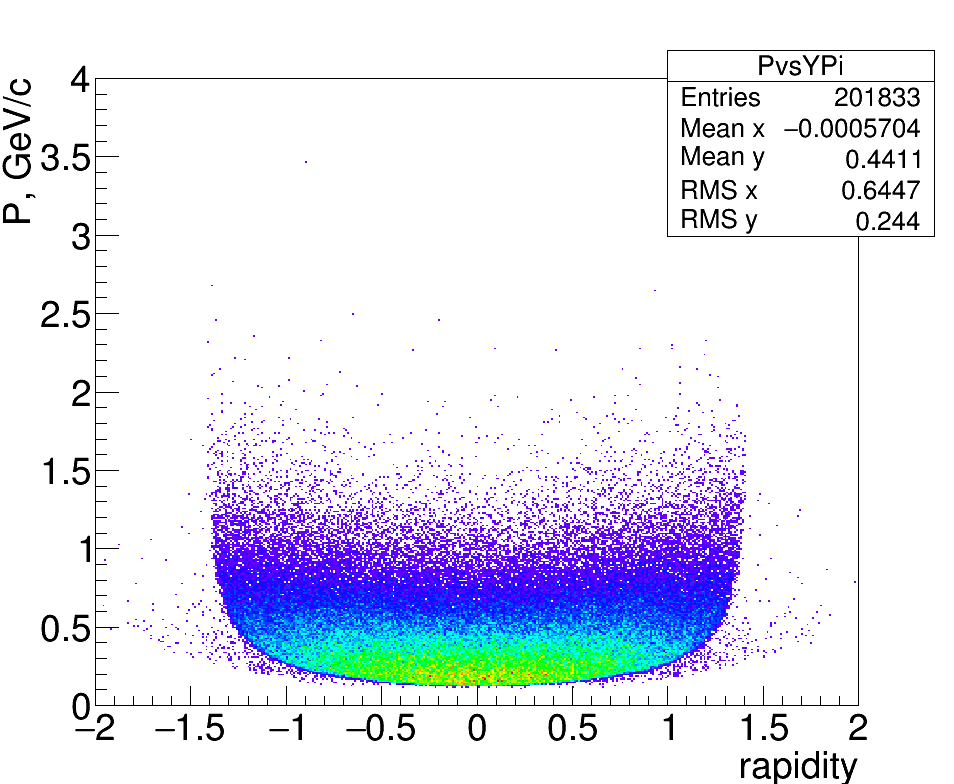 PvsYPi
Entries 201833
Mean x −0.0005704
Mean y 0.4411
RMS x 0.6447
RMS y 0.244
P, GeV/c
4
3.5
3
2.5
2
1.5
1
0.5
0
−2 −1.5 −1 −0.5 0 0.5 1 1.5 2
rapidity